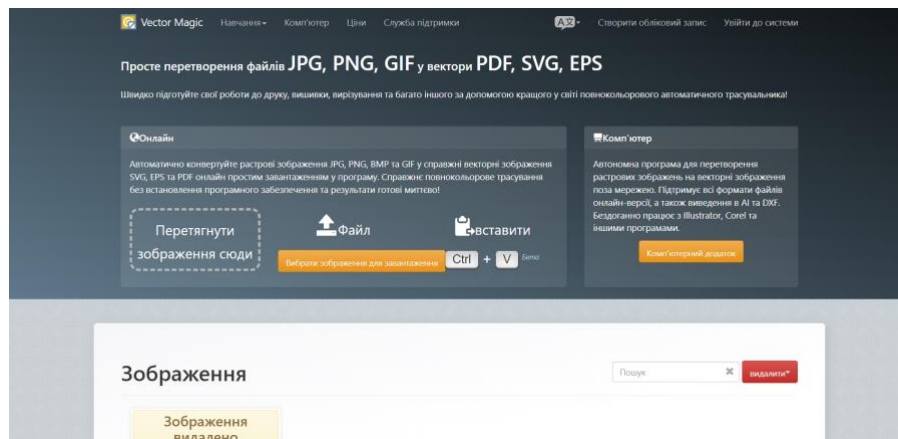 Vector Magic Навчання Комп'ютер Ціни Служба підтримки Створити обліковий запис Увійти до системи
Просте перетворення файлів JPG, PNG, GIF у вектори PDF, SVG, EPS
Швидко підготуйте свої роботи до друку, вишивки, вирізування та багато іншого за допомогою кращого у світі повнокольорового автоматичного трасувальника!
Онлайн
Автоматично конвертуйте растрові зображення JPG, PNG, BMP та GIF у справжні векторні зображення
SVG, EPS та PDF онлайн простим завантаженням у програму. Справжнє повнокольорове трасування
без встановлення програмного забезпечення та результати готові миттєво!
Перетягнути
зображення сюди
Файл
Вибрати зображення для завантаження
вставити
Ctrl + V Бета
Комп'ютер
Автономна програма для перетворення
растрових зображень на векторні зображення
поза мережею. Підтримує всі формати файлів
онлайн-версії, а також виведення в AI та DXF.
Бездоганно працює з Illustrator, Corel та
іншими програмами.
Комп'ютерний додаток
Зображення
Пошук
видалити
Зображення
видалено